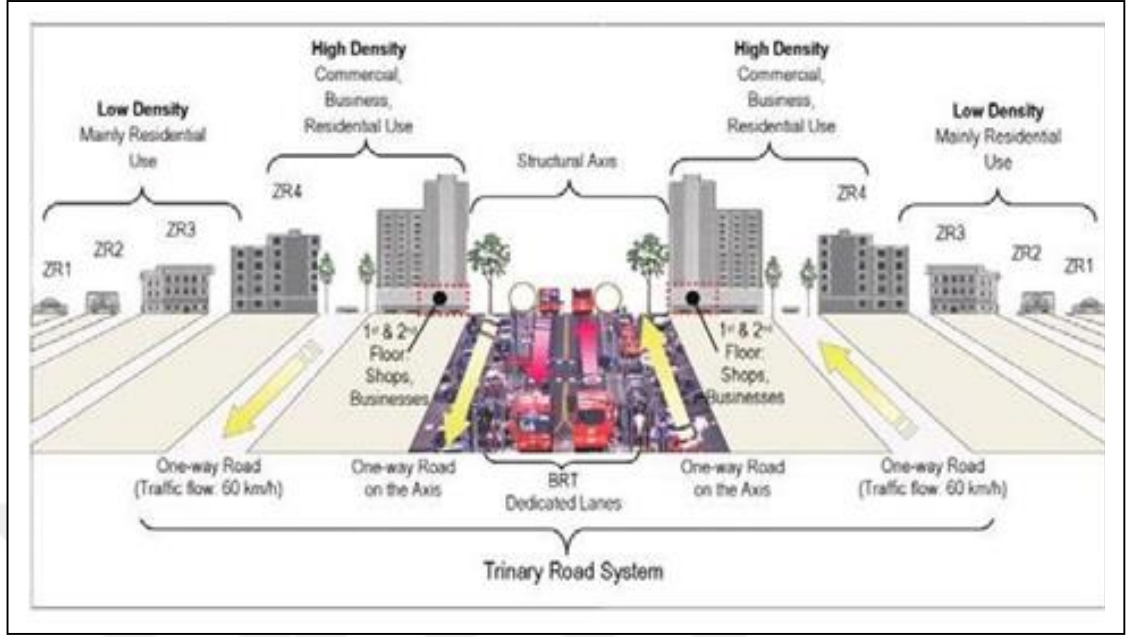 High Density
Commercial,
Business,
Residential Use
High Density
Commercial,
Business,
Residential Use
Low Density
Mainly Residential
Use
Low Density
Mainly Residential
Use
Structural Axis
ZR4
ZR4
ZR3
ZR3
ZR2
ZR2
ZR1
ZR1
1st & 2nd
Floor:
Shops,
Businesses
1st & 2nd
Floor:
Shops,
Businesses
One-way Road
(Traffic flow: 60 km/h)
One-way Road
on the Axis
BRT
Dedicated Lanes
One-way Road
on the Axis
One-way Road
(Traffic flow: 60 km/h)
Trinary Road System